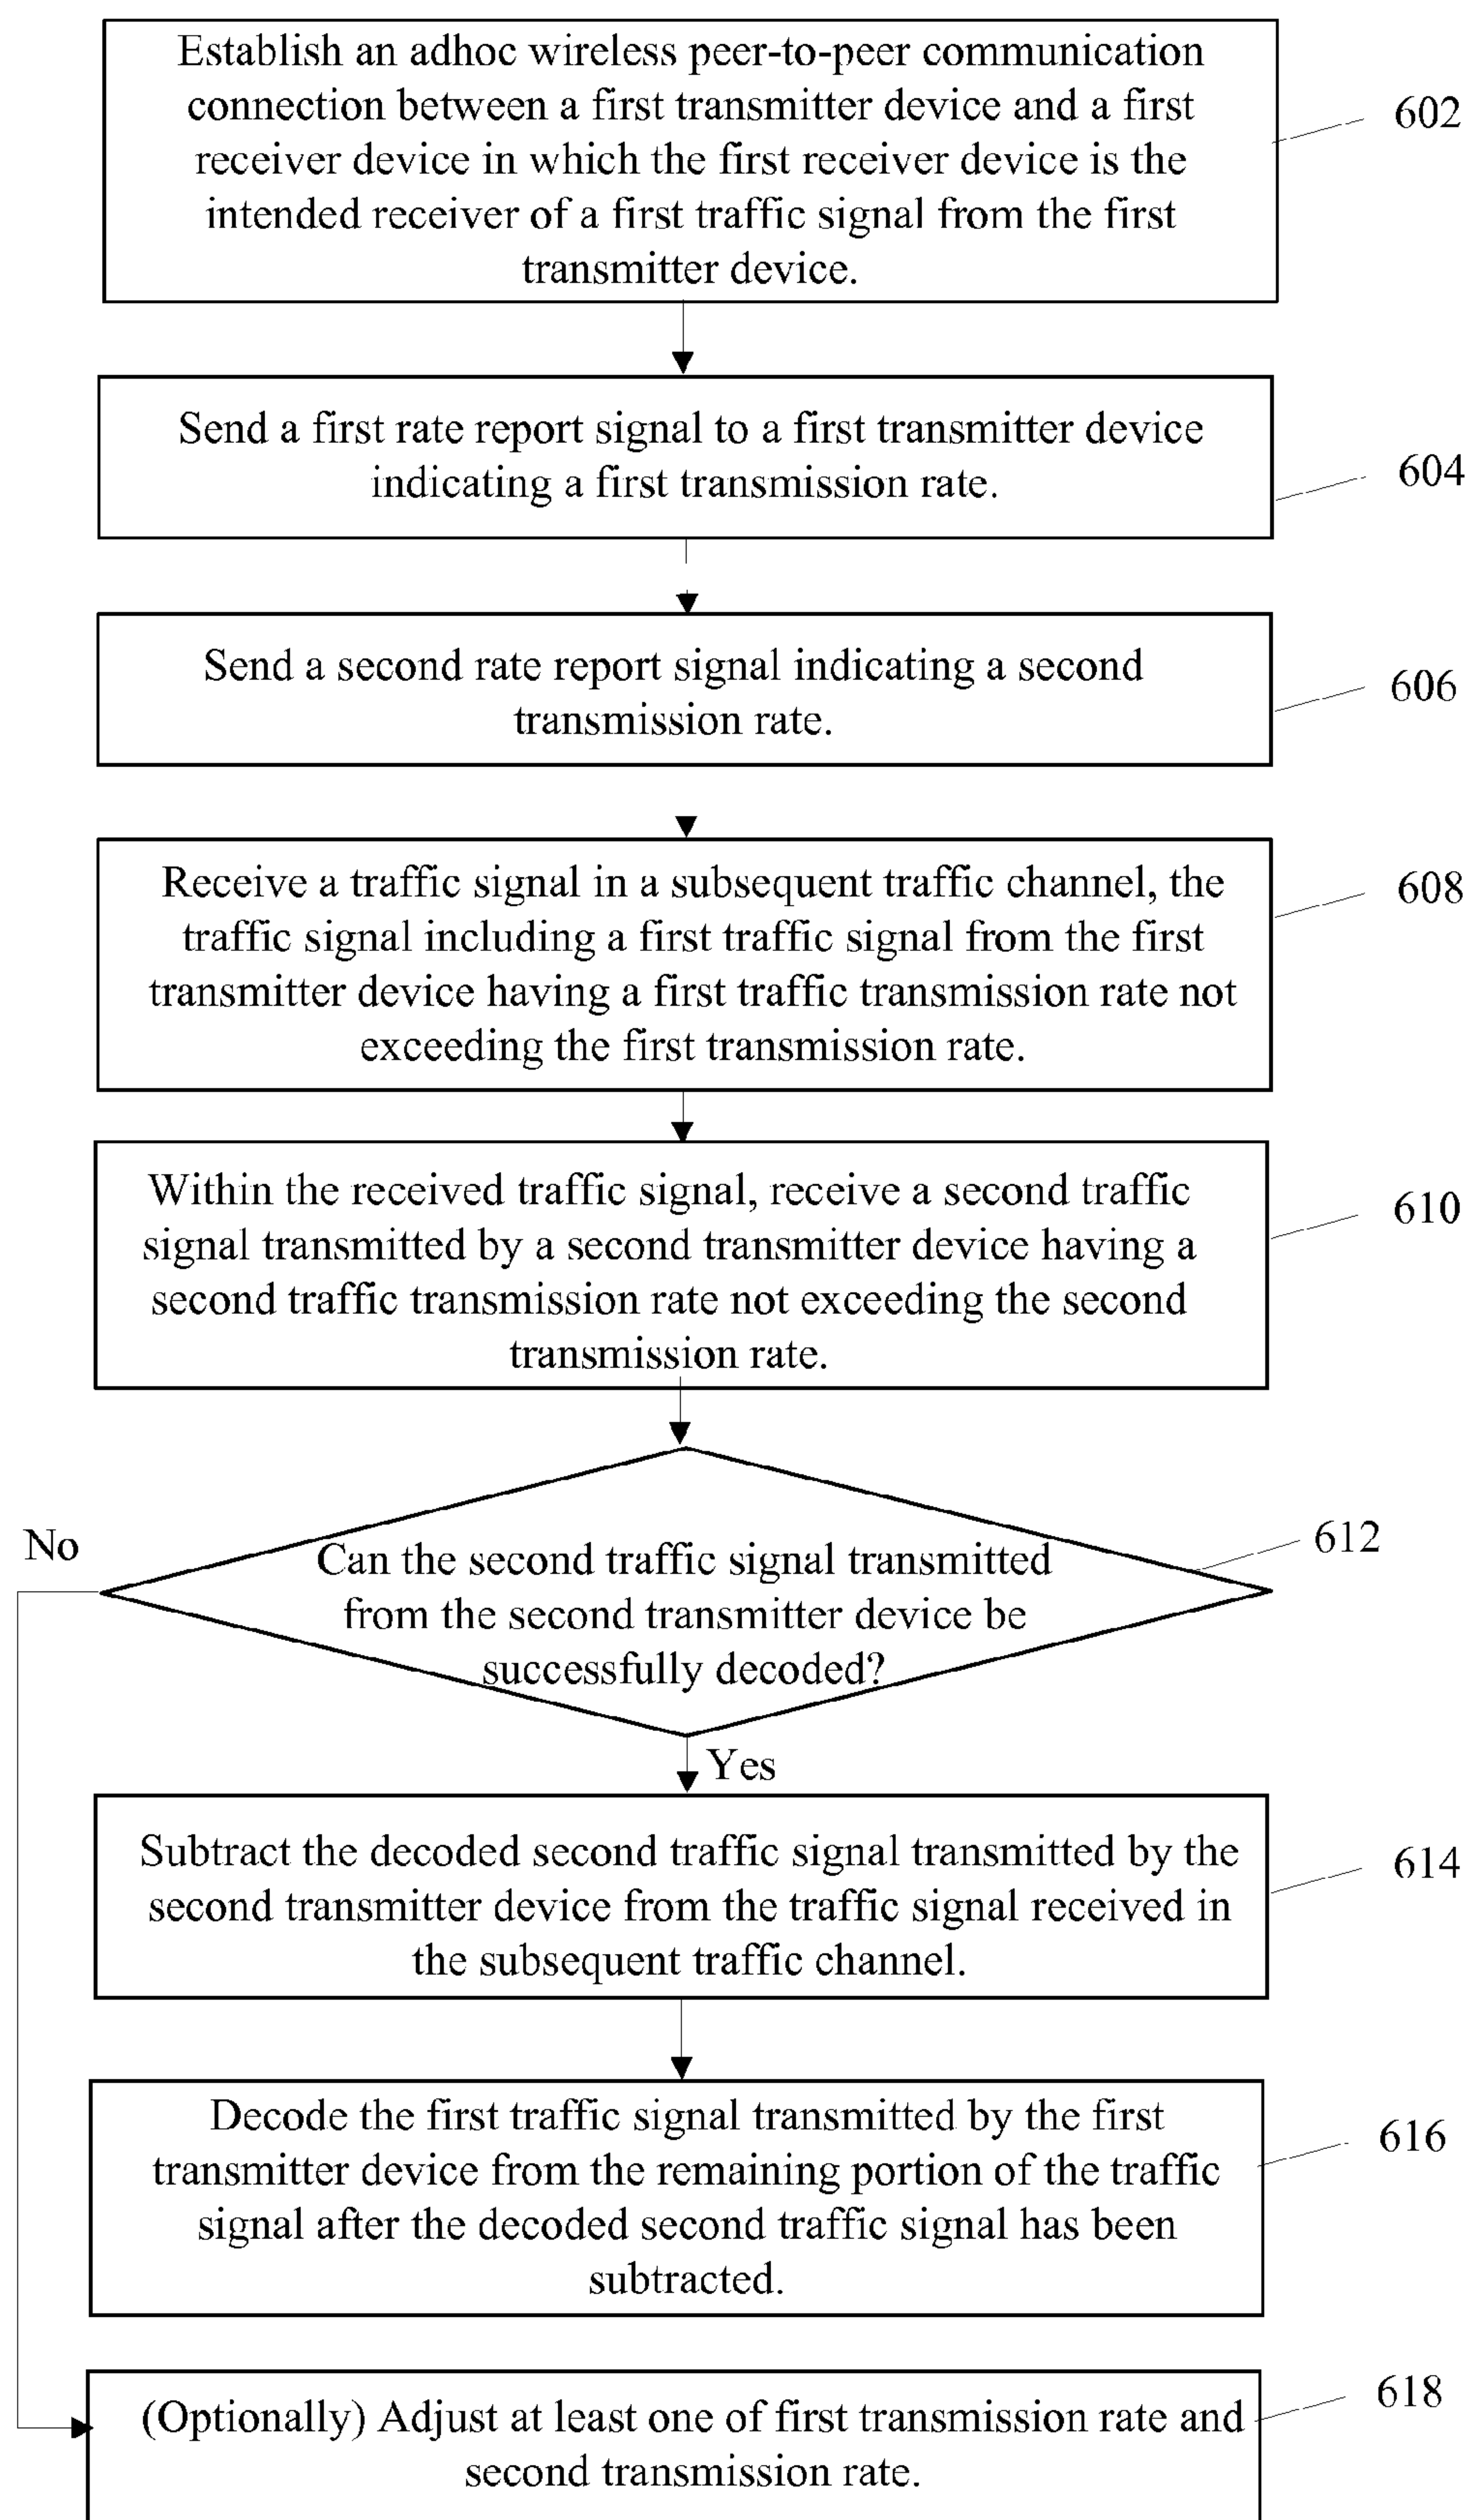 Establish an adhoc wireless peer-to-peer communication
connection between a first transmitter device and a first
receiver device in which the first receiver device is the
intended receiver of a first traffic signal from the first
transmitter device.
602
Send a first rate report signal to a first transmitter device
indicating a first transmission rate.
604
Send a second rate report signal indicating a second
transmission rate.
606
Receive a traffic signal in a subsequent traffic channel, the
traffic signal including a first traffic signal from the first
transmitter device having a first traffic transmission rate not
exceeding the first transmission rate.
608
Within the received traffic signal, receive a second traffic
signal transmitted by a second transmitter device having a
second traffic transmission rate not exceeding the second
transmission rate.
610
No
Can the second traffic signal transmitted
from the second transmitter device be
successfully decoded?
612
Yes
Subtract the decoded second traffic signal transmitted by the
second transmitter device from the traffic signal received in
the subsequent traffic channel.
614
Decode the first traffic signal transmitted by the first
transmitter device from the remaining portion of the traffic
signal after the decoded second traffic signal has been
subtracted.
616
(Optionally) Adjust at least one of first transmission rate and
second transmission rate.
618